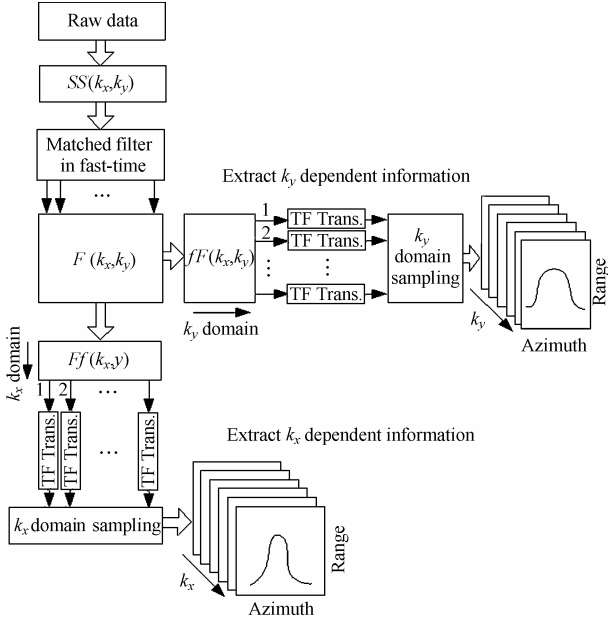 Raw data
SS(kx,ky)
Matched filter
in fast-time
...
Extract ky dependent information
F (kx,ky)
fF(kx,ky)
1
TF Trans.
2
TF Trans.
⋮
⋮
TF Trans.
ky
domain
sampling
ky domain
ky
Range
Azimuth
kx domain
Ff(kx,y)
1
2
...
TF Trans.
TF Trans.
...
TF Trans.
Extract kx dependent information
kx domain sampling
kx
Range
Azimuth